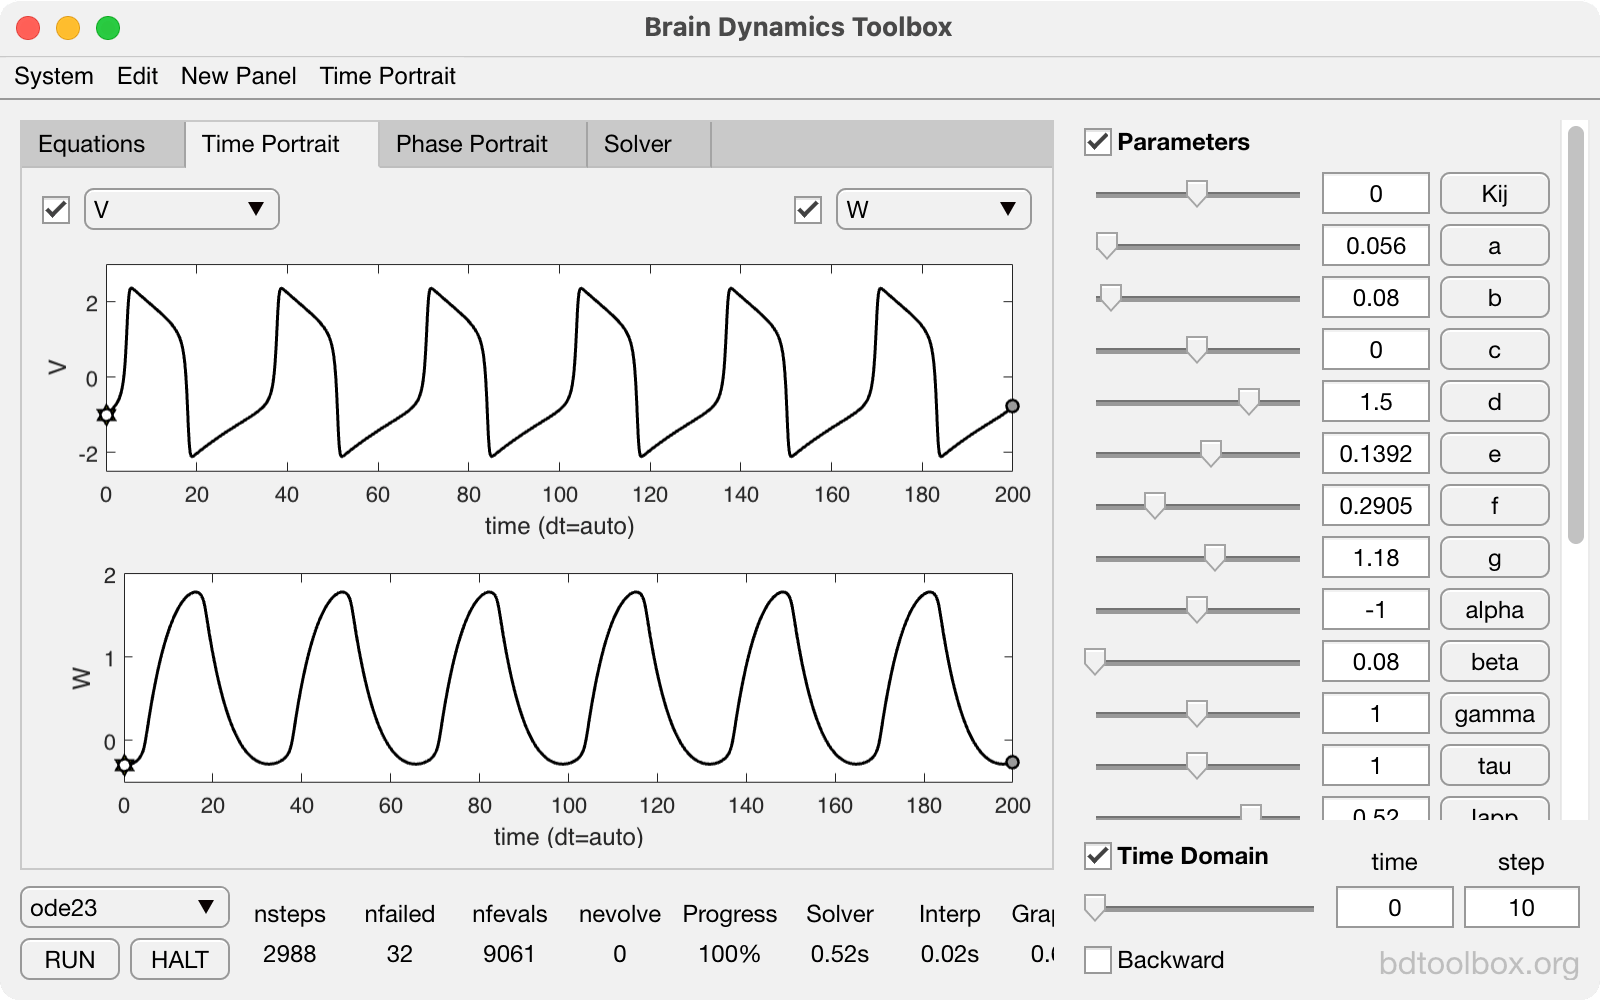 Brain Dynamics Toolbox
System Edit New Panel Time Portrait
Equations Time Portrait Phase Portrait Solver
V
W
V
2
0
-2
0 20 40 60 80 100 120 140 160 180 200
time (dt=auto)
W
2
1
0
0 20 40 60 80 100 120 140 160 180 200
time (dt=auto)
ode23
RUN HALT
nsteps nfailed nfevals nevolve Progress Solver Interp
2988 32 9061 0 100% 0.52s 0.02s
Parameters
0 Kij
0.056 a
0.08 b
0 c
1.5 d
0.1392 e
0.2905 f
1.18 g
-1 alpha
0.08 beta
1 gamma
1 tau
0.52 Iapp
Time Domain time step
0 10
Backward
bdtoolbox.org